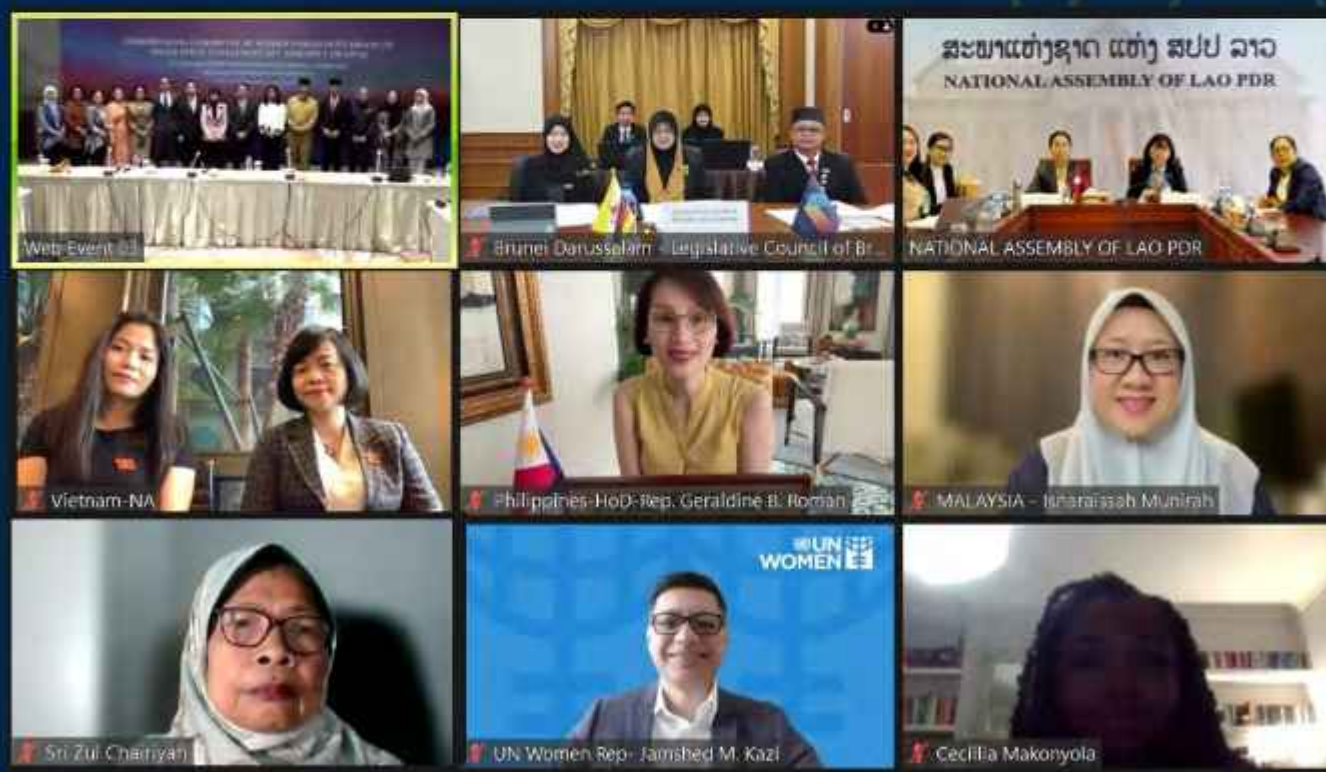 Web Event 03
Brunei Darussalam - Legislative Council of Br...
ສະພາແຫ່ງຊາດ ແຫ່ງ ສປປ ລາວ
NATIONAL ASSEMBLY OF LAO PDR
NATIONAL ASSEMBLY OF LAO PDR
Vietnam-NA
Philippines-HoD-Rep. Geraldine B. Roman
MALAYSIA - Isnaraissah Munirah
Sri Zul Chairiyah
UN
WOMEN
UN Women Rep- Jamshed M. Kazi
Cecillia Makonyola